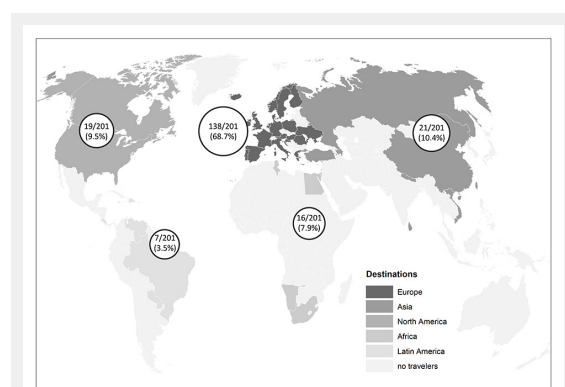 19/201
(9.5%)
138/201
(68.7%)
21/201
(10.4%)
7/201
(3.5%)
16/201
(7.9%)
Destinations
Europe
Asia
North America
Africa
Latin America
no travelers